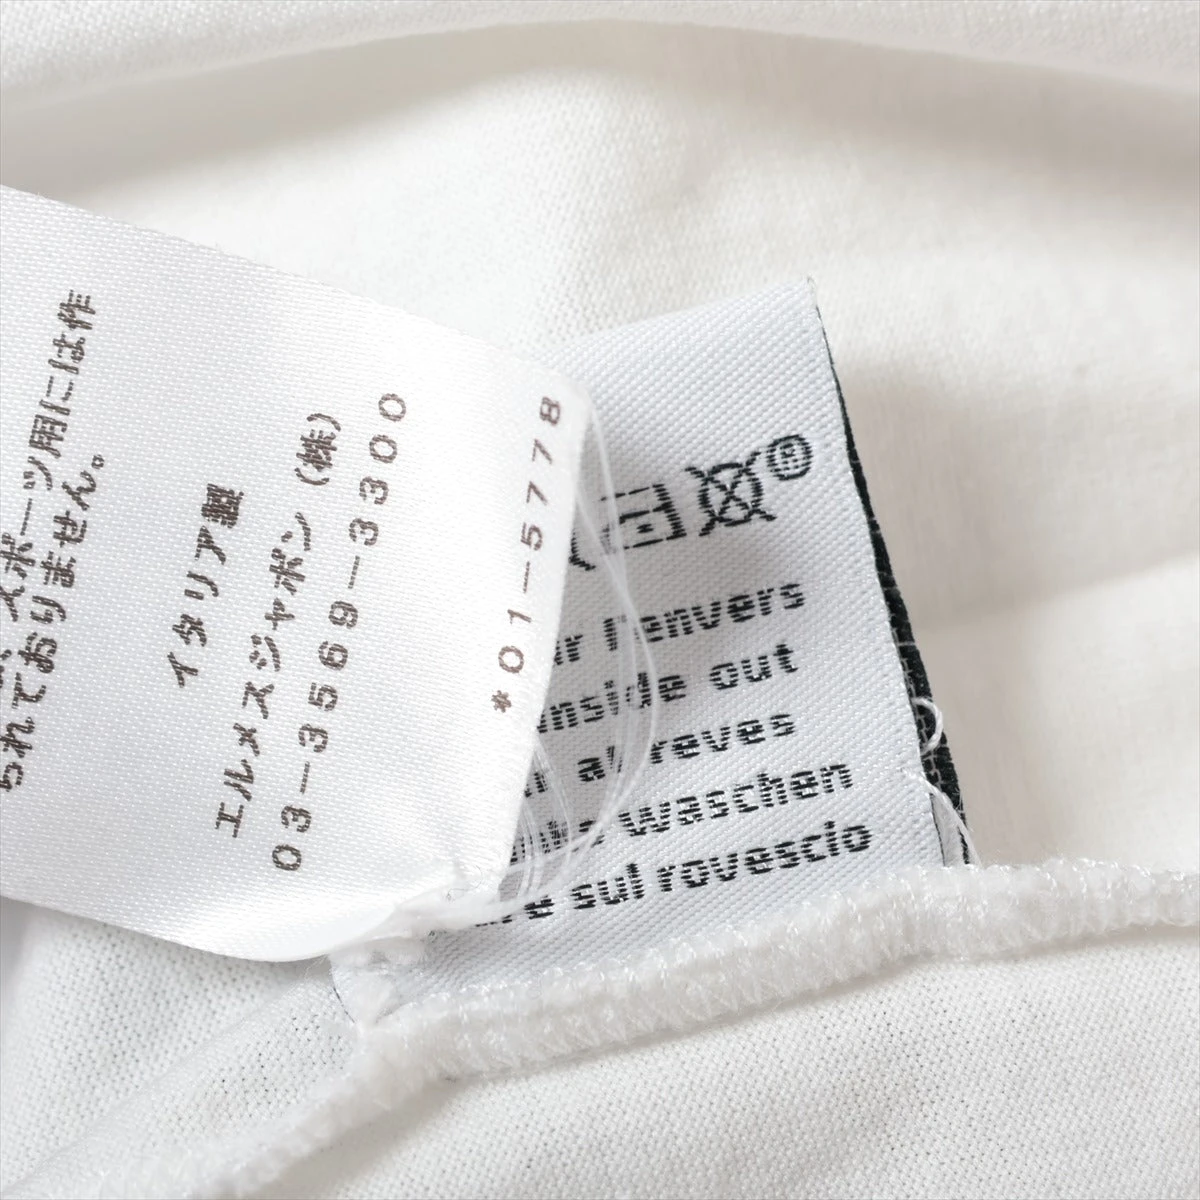 スポーツ用には作
られておりません。
イタリア製
エルメスジャポン(株)
03-3569-3300
*01-5778
P
l'envers
inside out
al reves
waschen
sul rovescio